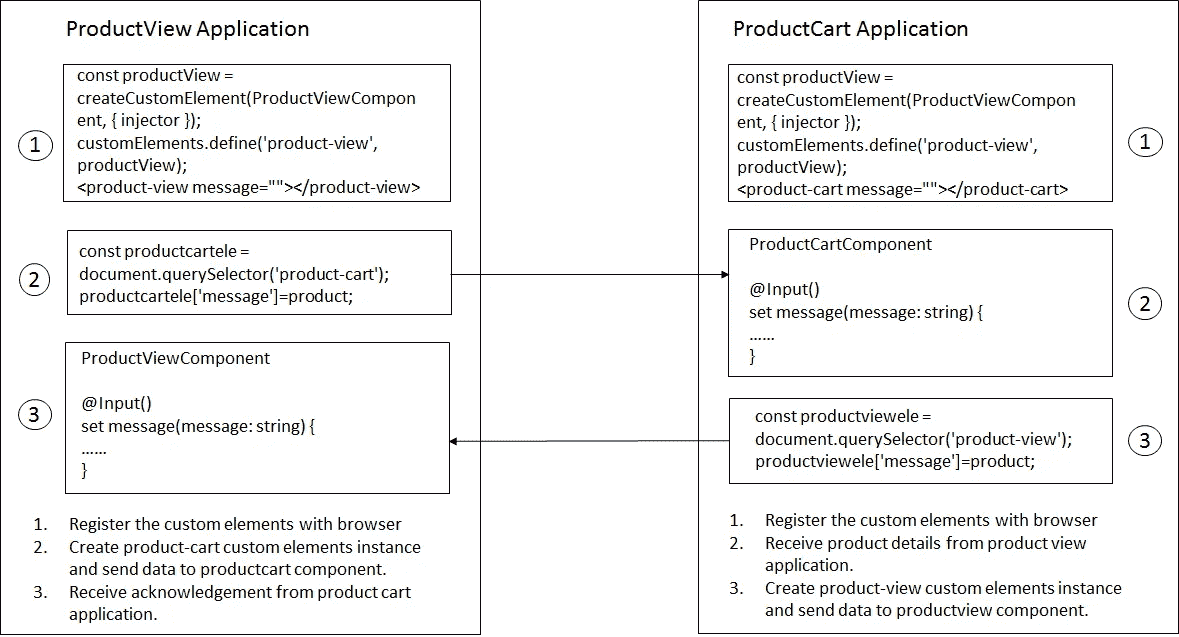 ProductView Application
const productView =
createCustomElement(ProductViewCompon
ent, { injector });
customElements.define('product-view',
productView);
<product-view message=""></product-view>
1
const productcartele =
document.querySelector('product-cart');
productcartele['message']=product;
2
ProductViewComponent
@Input()
set message(message: string) {
......
}
3
1. Register the custom elements with browser
2. Create product-cart custom elements instance
and send data to productcart component.
3. Receive acknowledgement from product cart
application.
ProductCart Application
const productView =
createCustomElement(ProductViewCompon
ent, { injector });
customElements.define('product-view',
productView);
<product-cart message=""></product-cart>
1
ProductCartComponent
@Input()
set message(message: string) {
......
}
2
const productviewele =
document.querySelector('product-view');
productviewele['message']=product;
3
1. Register the custom elements with browser
2. Receive product details from product view
application.
3. Create product-view custom elements instance
and send data to productview component.